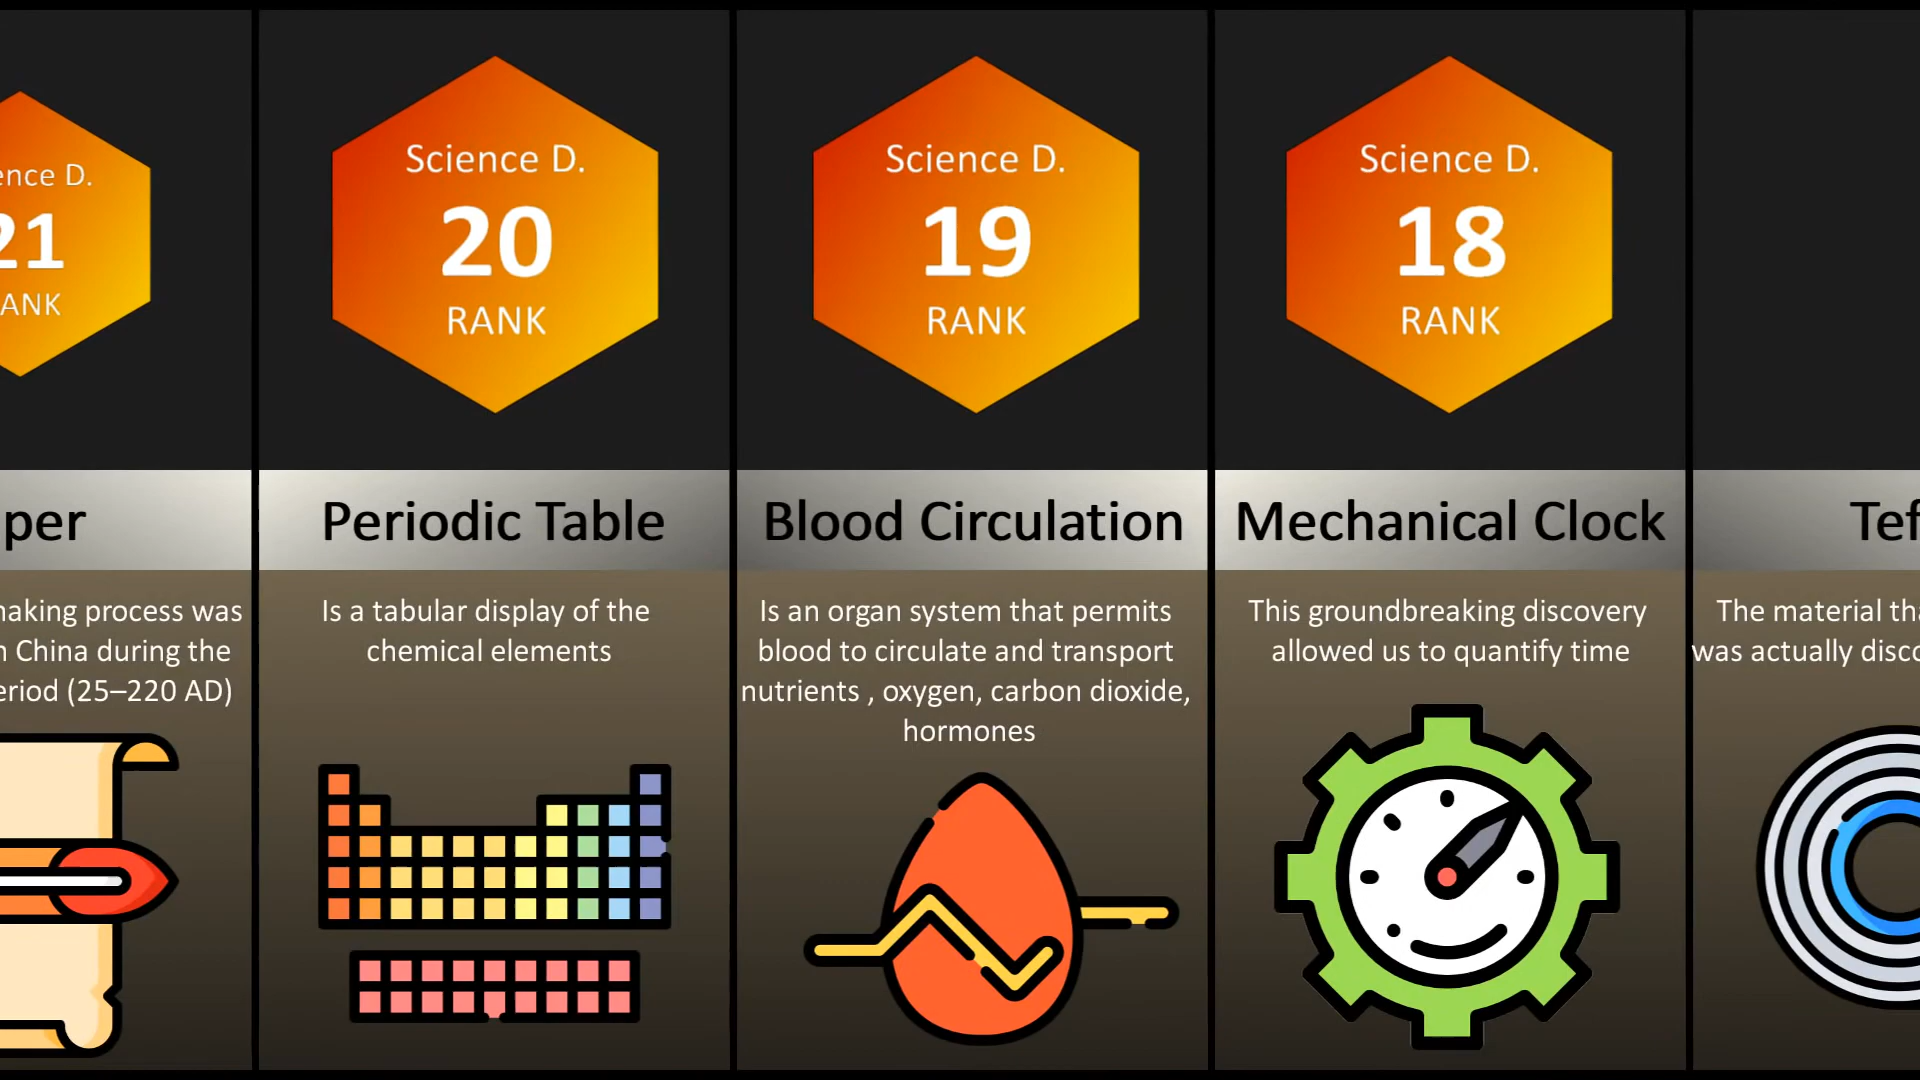 ence D.
21
ANK
per
naking process was
n China during the
eriod (25–220 AD)
Science D.
20
RANK
Periodic Table
Is a tabular display of the
chemical elements
Science D.
19
RANK
Blood Circulation
Is an organ system that permits
blood to circulate and transport
nutrients , oxygen, carbon dioxide,
hormones
Science D.
18
RANK
Mechanical Clock
This groundbreaking discovery
allowed us to quantify time
Tef
The material tha
was actually disco